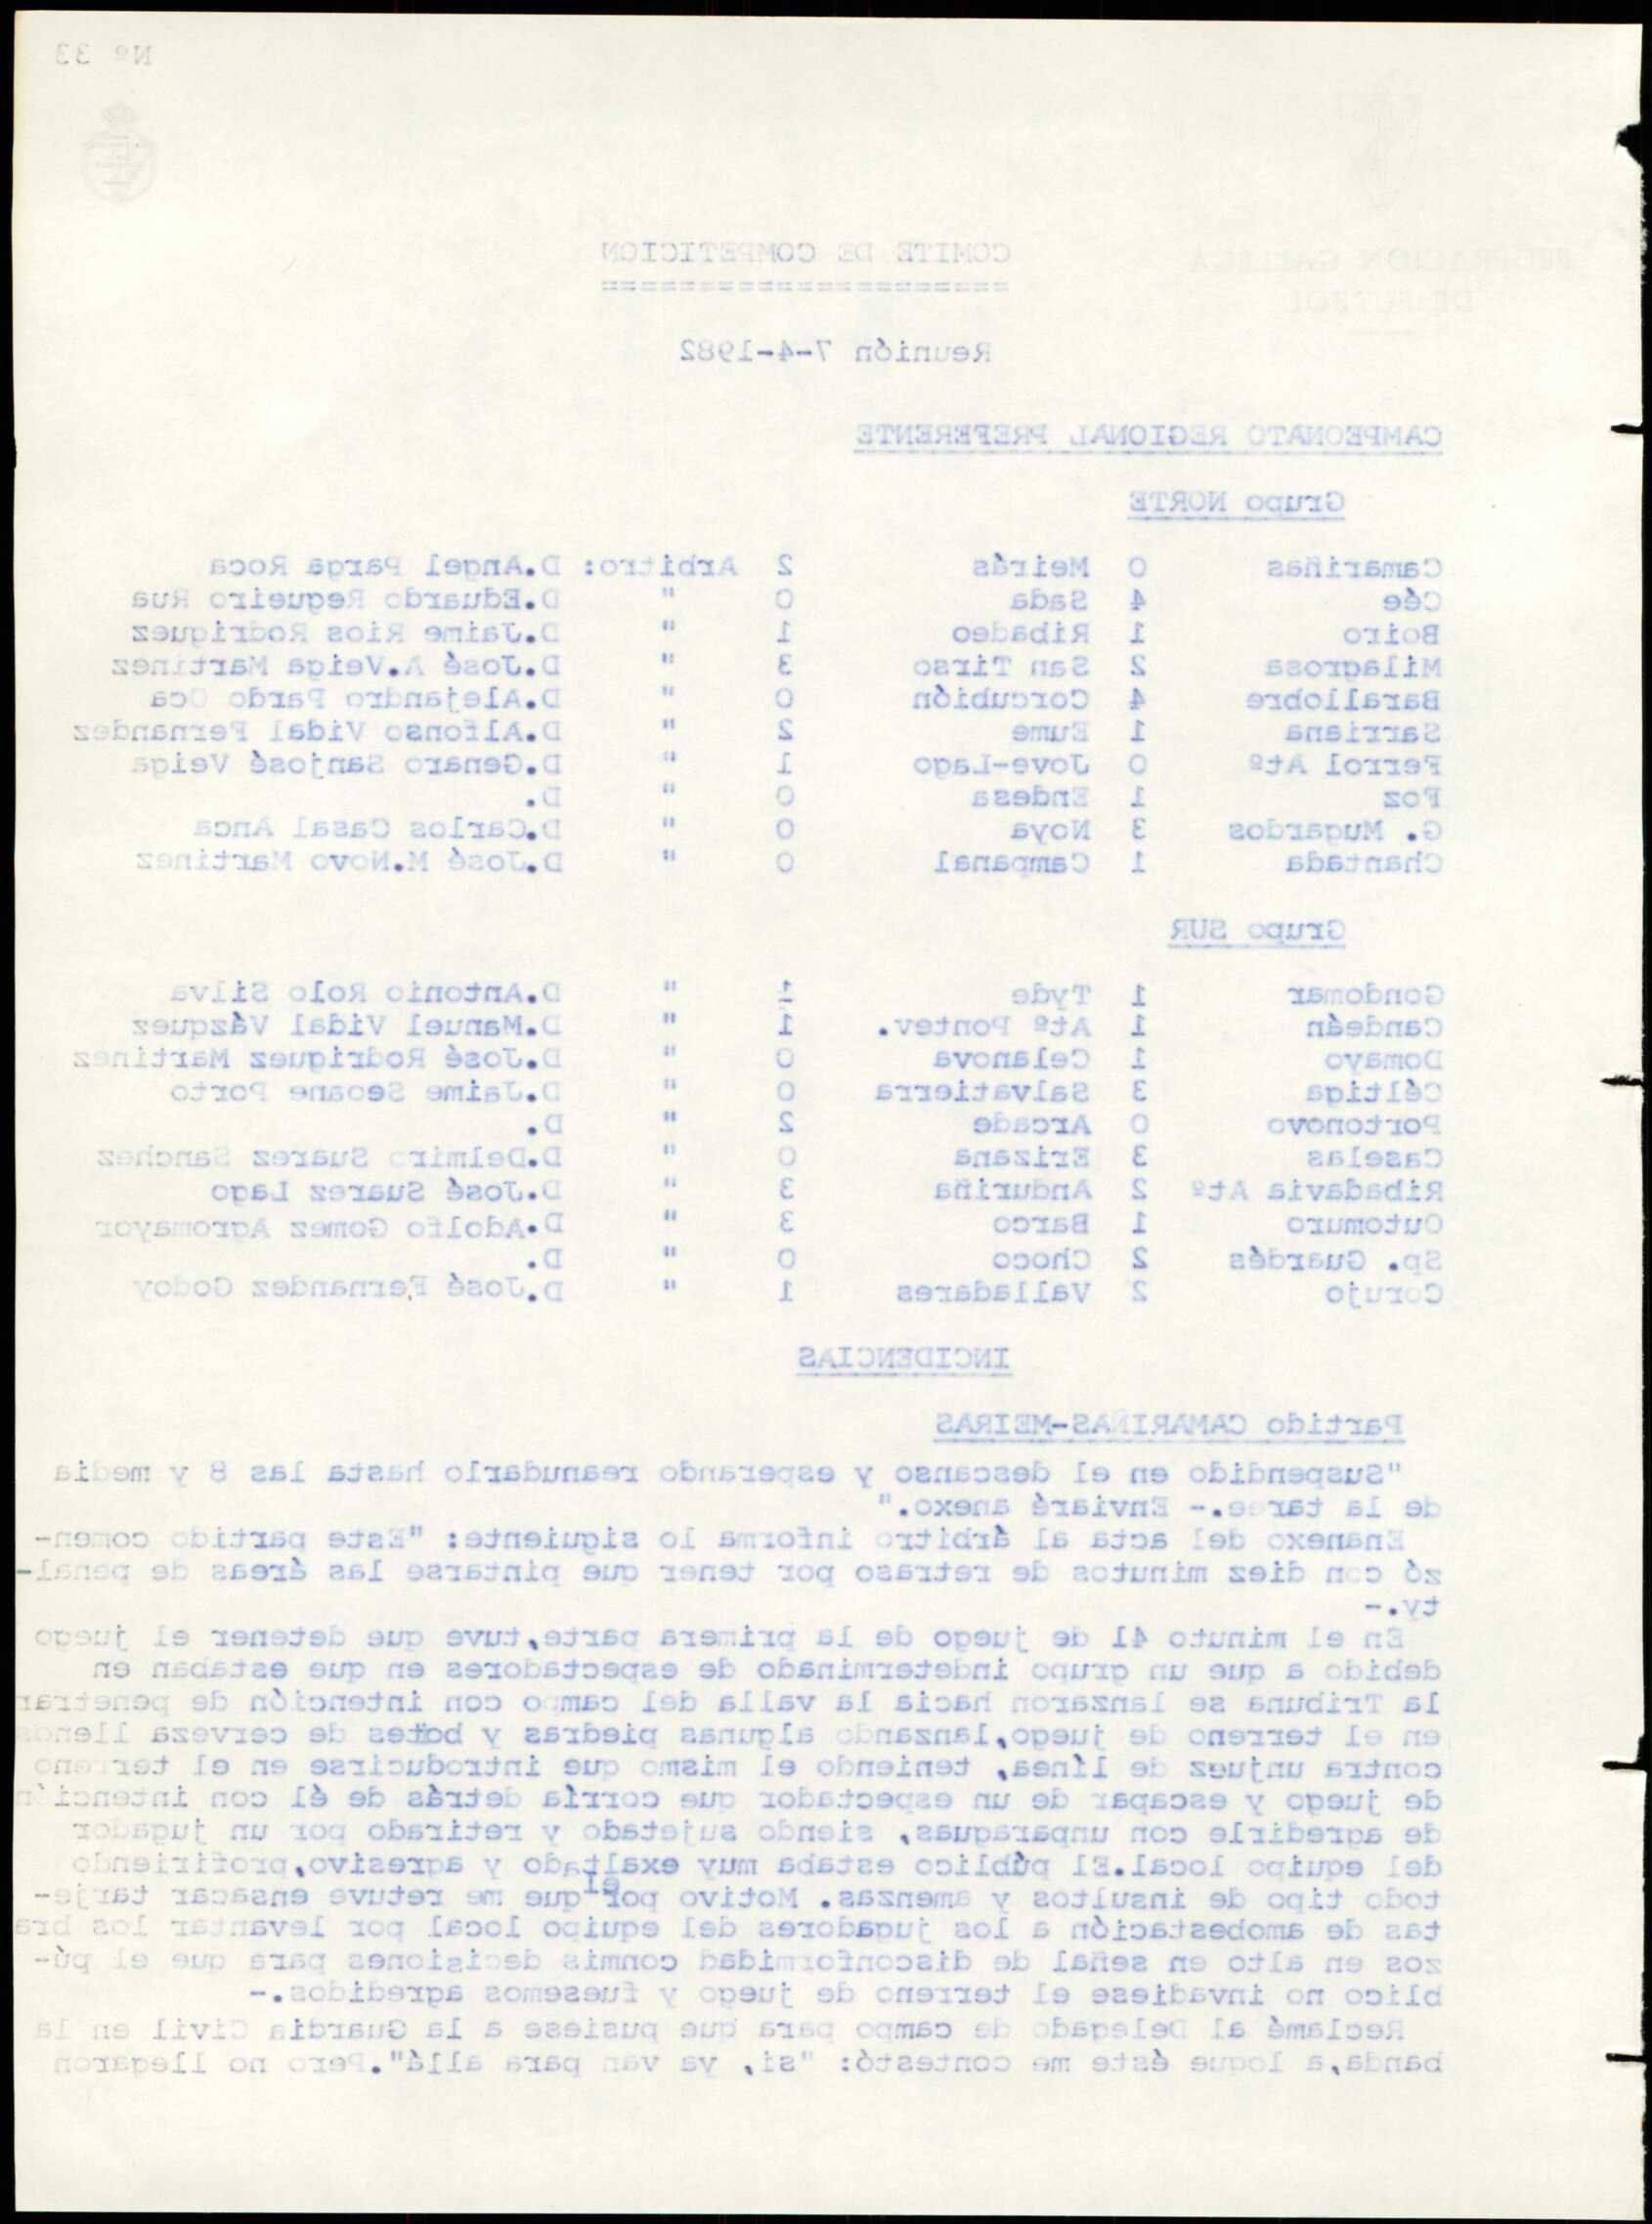 Nº 33
FEDERACION GALLEGA
DE FUTBOL
COMITE DE COMPETICION
=====================
Reunión 7-4-1982
CAMPEONATO REGIONAL PREFERENTE
Grupo NORTE
Camariñas 0 Meirás 2 Arbitro: D.Angel Parga Roca
Cée 4 Sada 0 " D.Eduardo Regueiro Rua
Boiro 1 Ribadeo 1 " D.Jaime Rios Rodriguez
Milagrosa 2 San Tirso 3 " D.José A.Veiga Martinez
Barallobre 4 Corcubión 0 " D.Alejandro Pardo Oca
Sarriana 1 Eume 2 " D.Alfonso Vidal Fernandez
Ferrol Atº 0 Jove-Lago 1 " D.Genaro Sanjosé Veiga
Foz 1 Endesa 0 " D.
G. Mugardos 3 Noya 0 " D.Carlos Casal Anca
Chantada 1 Campanal 0 " D.José M.Novo Martinez
Grupo SUR
Gondomar 1 Tyde 1 " D.Antonio Rolo Silva
Candeán 1 Atº Pontev. 1 " D.Manuel Vidal Vázquez
Domayo 1 Celanova 0 " D.José Rodriguez Martinez
Céltiga 3 Salvatierra 0 " D.Jaime Seoane Porto
Portonovo 0 Arcade 2 " D.
Caselas 3 Erizana 0 " D.Delmiro Suarez Sanchez
Ribadavia Atº 2 Anduriña 3 " D.José Suarez Lago
Outomuro 1 Barco 3 " D.Adolfo Gomez Agromayor
Sp. Guardés 2 Choco 0 " D.
Corujo 2 Valladares 1 " D.José Fernandez Godoy
INCIDENCIAS
Partido CAMARIÑAS-MEIRAS
"Suspendido en el descanso y esperando reanudarlo hasta las 8 y media
de la taree.- Enviaré anexo."
Enanexo del acta al árbitro informa lo siguiente: "Este partido comen-
zó con diez minutos de retraso por tener que pintarse las áreas de penal-
ty.-
En el minuto 41 de juego de la primera parte,tuve que detener el juego
debido a que un grupo indeterminado de espectadores en que estaban en
la Tribuna se lanzaron hacia la valla del campo con intención de penetrar
en el terreno de juego,lanzando algunas piedras y botes de cerveza llenos
contra unjuez de línea, teniendo el mismo que introducirse en el terreno
de juego y escapar de un espectador que corría detrás de él con intención
de agredirle con unparaguas, siendo sujetado y retirado por un jugador
del equipo local.El público estaba muy exaltado y agresivo,profiriendo
todo tipo de insultos y amenzas. Motivo por el que me retuve ensacar tarje-
tas de amobestación a los jugadores del equipo local por levantar los bra
zos en alto en señal de disconformidad conmis decisiones para que el pú-
blico no invadiese el terreno de juego y fuesemos agredidos.-
Reclamé al Delegado de campo para que pusiese a la Guardia Civil en la
banda,a loque éste me contestó: "si, ya van para allá".Pero no llegaron